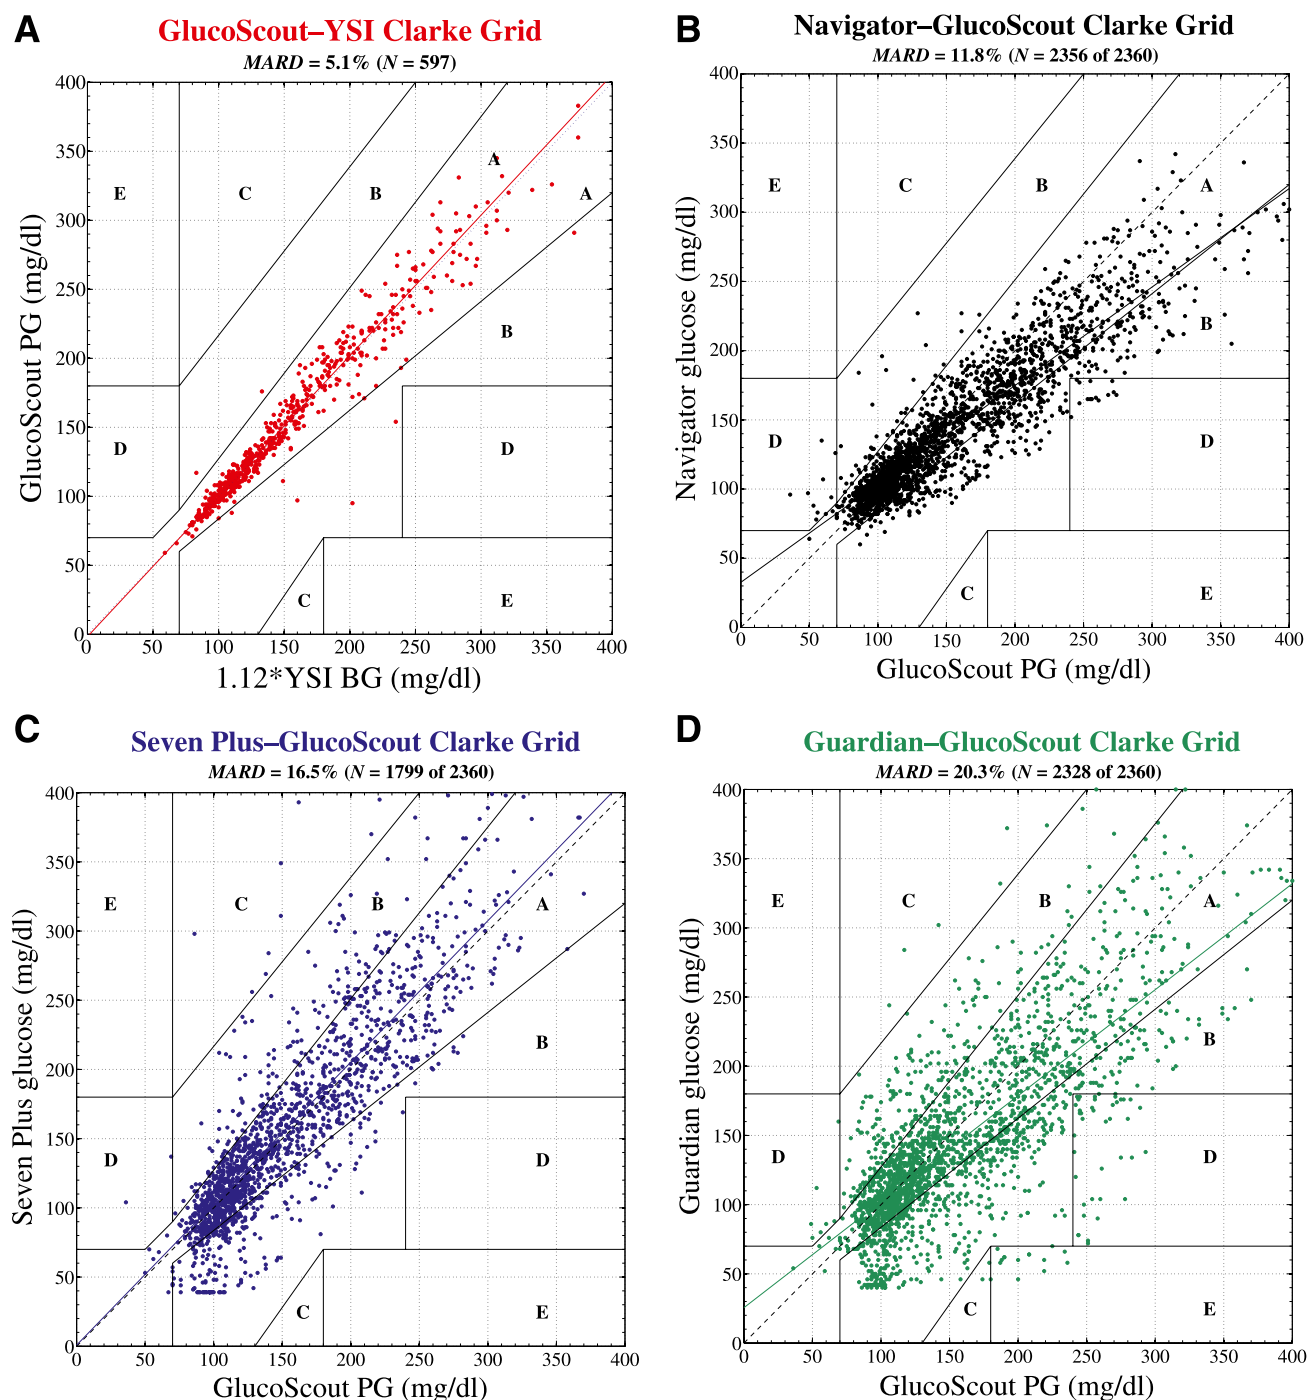 A
GlucoScout–YSI Clarke Grid
MARD = 5.1% (N = 597)
400
350
300
250
200
150
100
50
0
E
C
B
A
A
B
D
D
C
E
0
50
100
150
200
250
300
350
400
GlucoScout PG (mg/dl)
1.12*YSI BG (mg/dl)
B
Navigator–GlucoScout Clarke Grid
MARD = 11.8% (N = 2356 of 2360)
400
350
300
250
200
150
100
50
0
E
C
B
A
B
D
D
C
E
0
50
100
150
200
250
300
350
400
Navigator glucose (mg/dl)
GlucoScout PG (mg/dl)
C
Seven Plus–GlucoScout Clarke Grid
MARD = 16.5% (N = 1799 of 2360)
400
350
300
250
200
150
100
50
0
E
C
B
A
B
D
D
C
E
50
100
150
200
250
300
350
400
Seven Plus glucose (mg/dl)
GlucoScout PG (mg/dl)
D
Guardian–GlucoScout Clarke Grid
MARD = 20.3% (N = 2328 of 2360)
400
350
300
250
200
150
100
50
0
E
C
B
A
B
D
D
C
E
0
50
100
150
200
250
300
350
400
Guardian glucose (mg/dl)
GlucoScout PG (mg/dl)